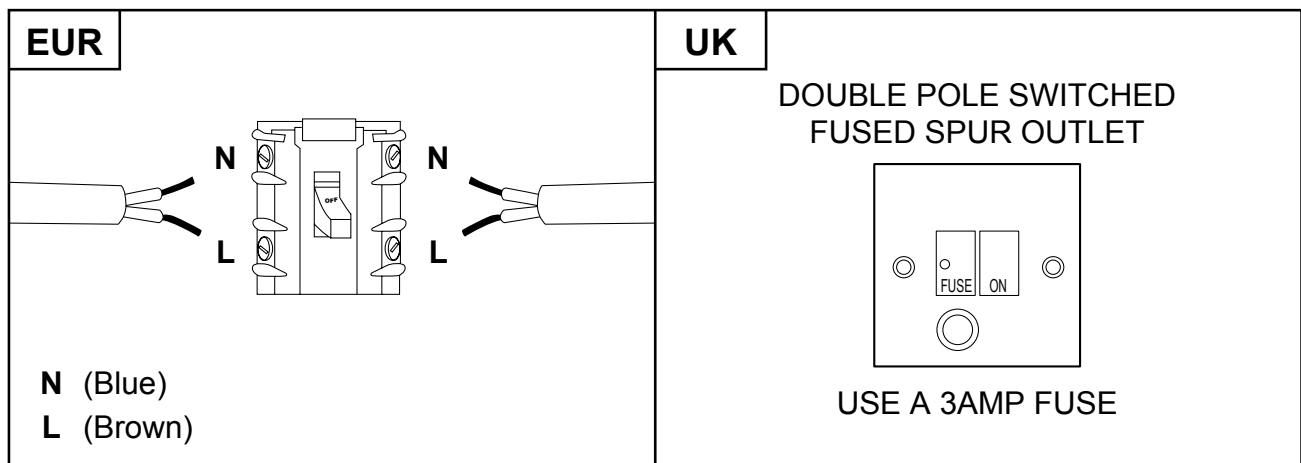 EUR
N
N
OFF
L
L
N (Blue)
L (Brown)
UK
DOUBLE POLE SWITCHED
FUSED SPUR OUTLET
FUSE ON
USE A 3AMP FUSE